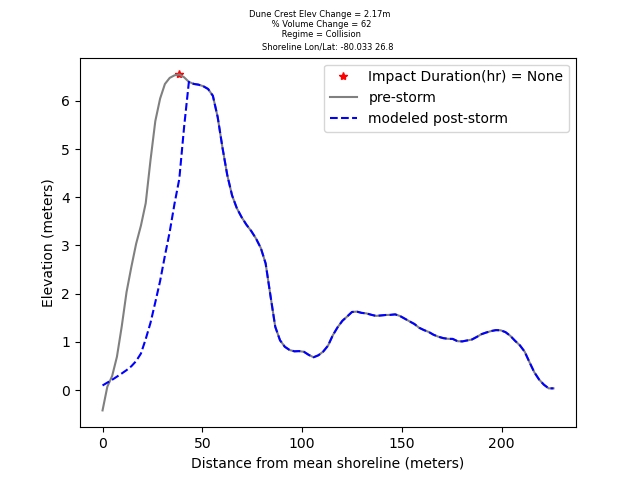 Dune Crest Elev Change = 2.17m
% Volume Change = 62
Regime = Collision
Shoreline Lon/Lat: -80.033 26.8
Impact Duration(hr) = None
pre-storm
modeled post-storm
Elevation (meters)
6
5
4
3
2
1
0
0 50 100 150 200
Distance from mean shoreline (meters)